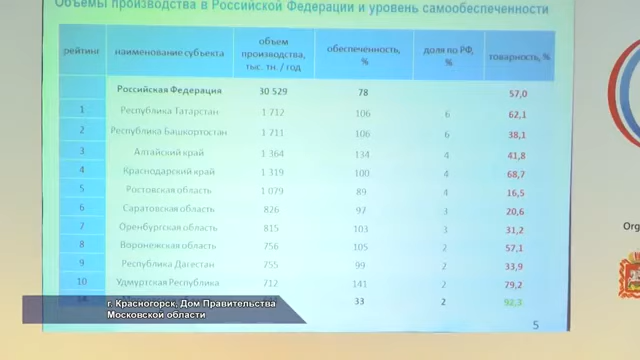 Объемы производства в Российской Федерации и уровень самообеспеченности
рейтинг наименование субъекта объем производства, тыс. тн. / год обеспеченность, % доля по РФ, % товарность, %
Российская Федерация 30 529 78 57,0
1 Республика Татарстан 1 712 106 6 62,1
2 Республика Башкортостан 1 711 106 6 38,1
3 Алтайский край 1 364 134 4 41,8
4 Краснодарский край 1 319 100 4 68,7
5 Ростовская область 1 079 89 4 16,5
6 Саратовская область 826 97 3 20,6
7 Оренбургская область 815 103 3 31,2
8 Воронежская область 756 105 2 57,1
9 Республика Дагестан 755 99 2 33,9
10 Удмуртская Республика 712 141 2 79,2
33 2 92,3
г. Красногорск, Дом Правительства
Московской области
5
Org